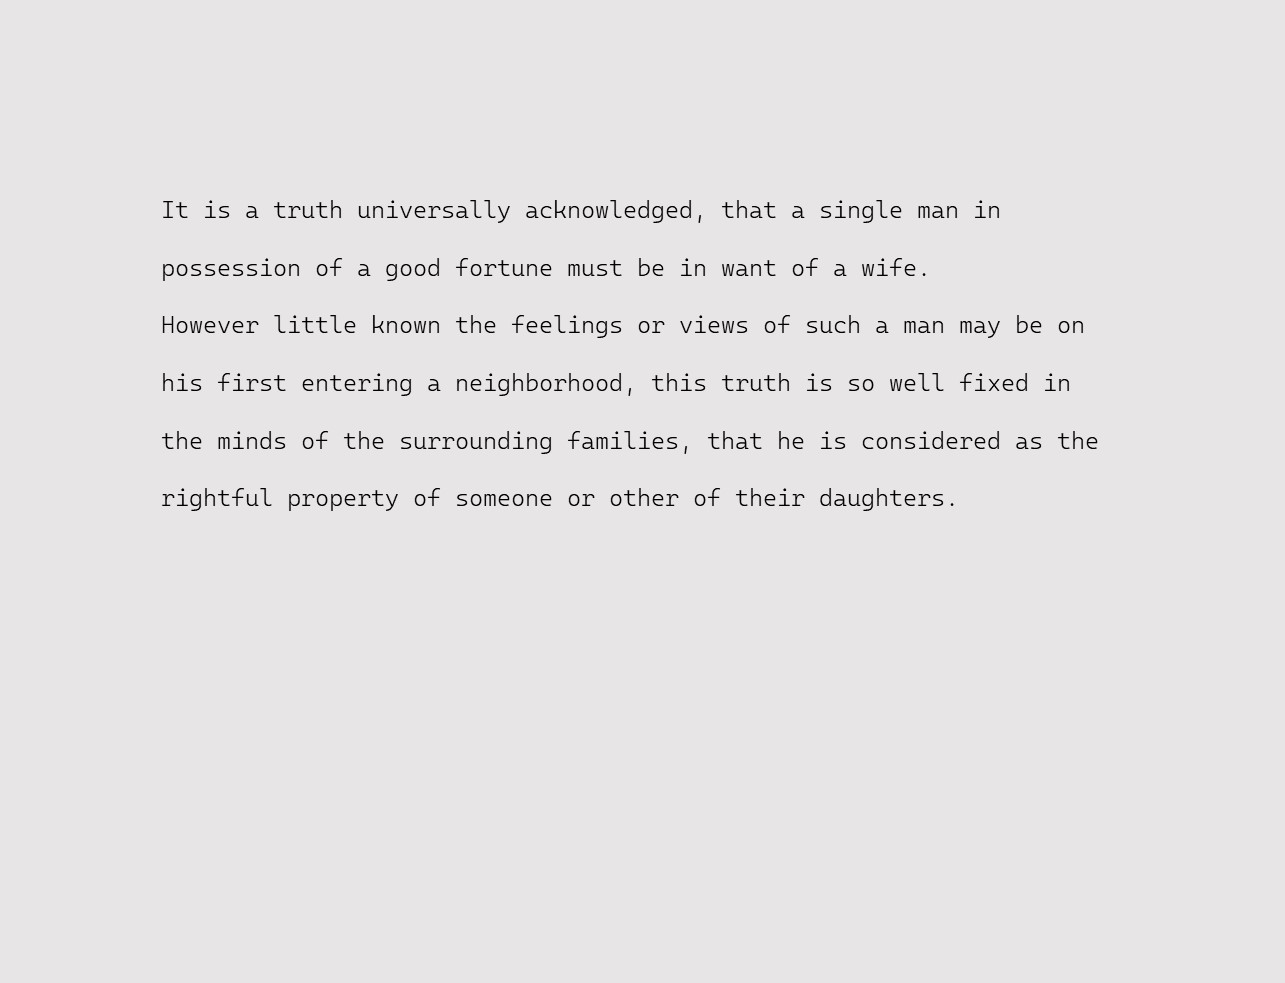 It is a truth universally acknowledged, that a single man in
possession of a good fortune must be in want of a wife.
However little known the feelings or views of such a man may be on
his first entering a neighborhood, this truth is so well fixed in
the minds of the surrounding families, that he is considered as the
rightful property of someone or other of their daughters.